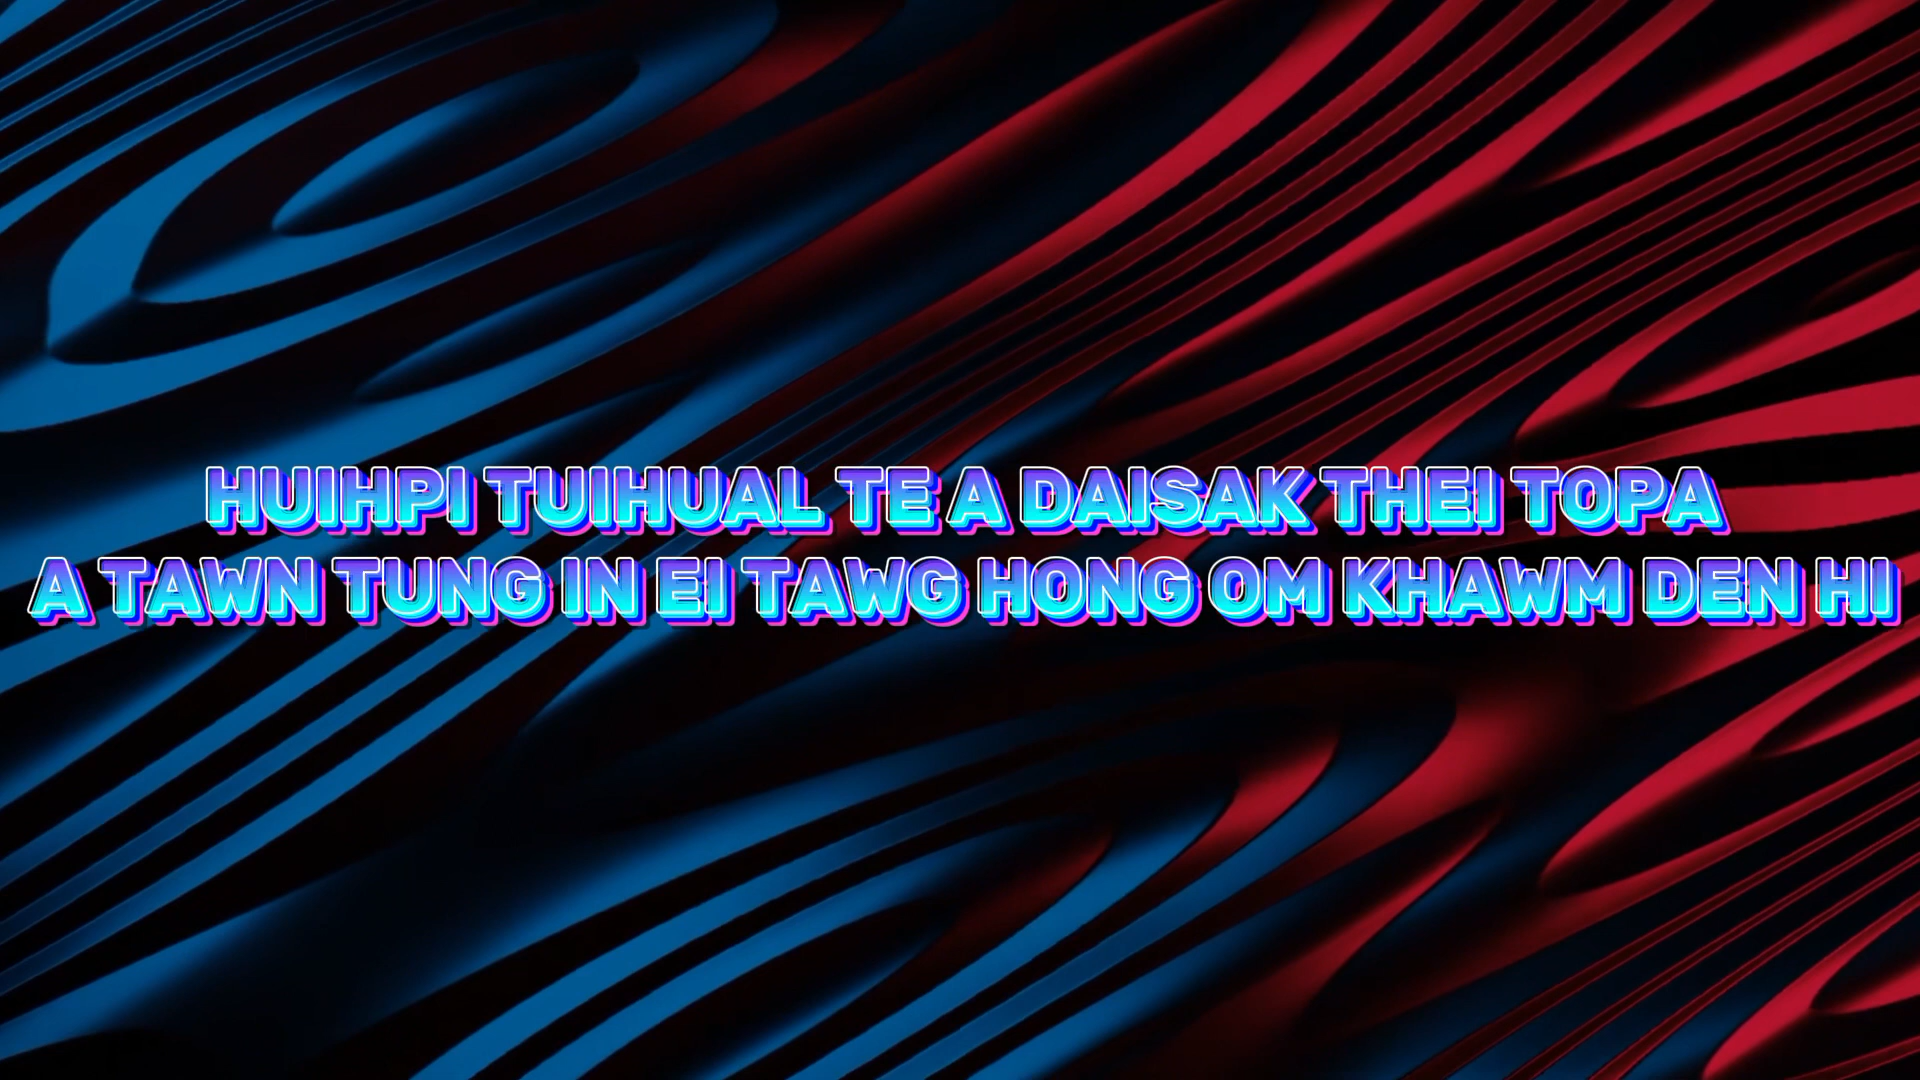 HUIHPI TUIHUAL TE A DAISAK THEI TOPA
A TAWN TUNG IN EI TAWG HONG OM KHAWM DEN HI